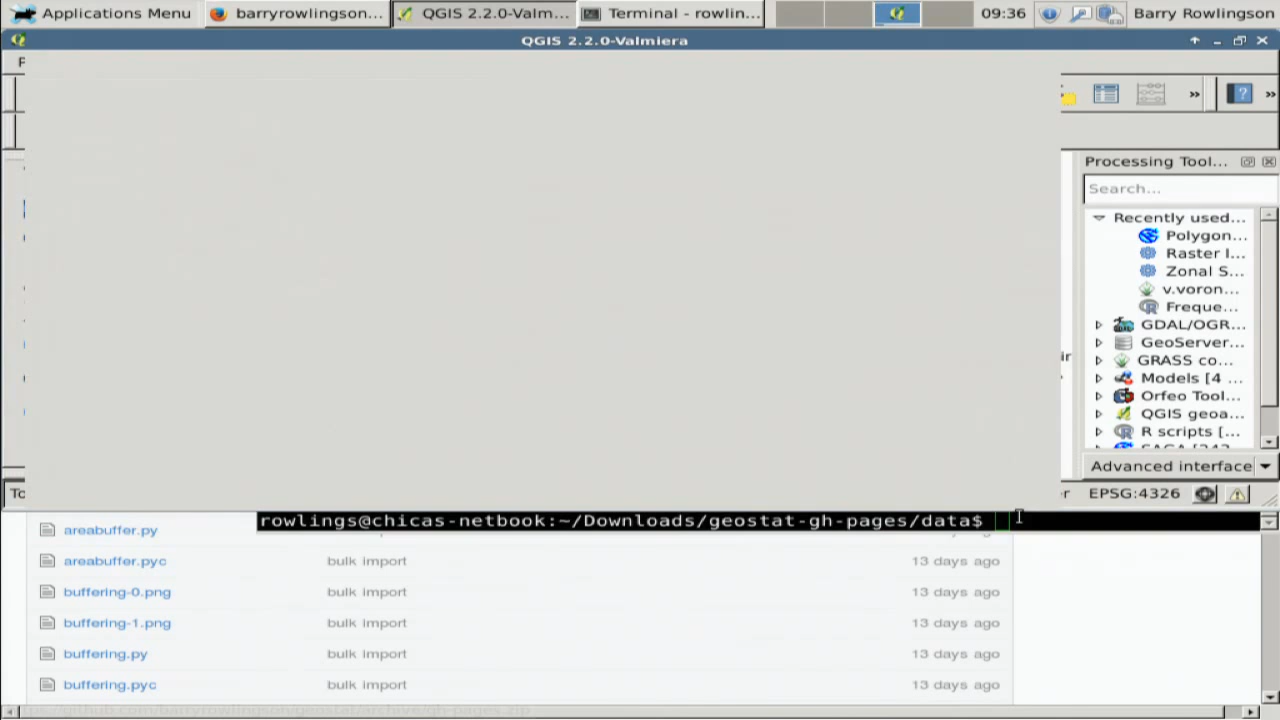 Applications Menu barryrowlingson... QGIS 2.2.0-Valm... Terminal - rowlin... 09:36 Barry Rowlingson
QGIS 2.2.0-Valmiera
Processing Tool...
Search...
Recently used...
Polygon...
Raster I...
Zonal S...
v.voron...
Freque...
GDAL/OGR...
GeoServer...
GRASS co...
Models [4 ...
Orfeo Tool...
QGIS geoa...
R scripts [...
Advanced interface
EPSG:4326
rowlings@chicas-netbook:~/Downloads/geostat-gh-pages/data$
areabuffer.py
areabuffer.pyc bulk import 13 days ago
buffering-0.png bulk import 13 days ago
buffering-1.png bulk import 13 days ago
buffering.py bulk import 13 days ago
buffering.pyc bulk import 13 days ago